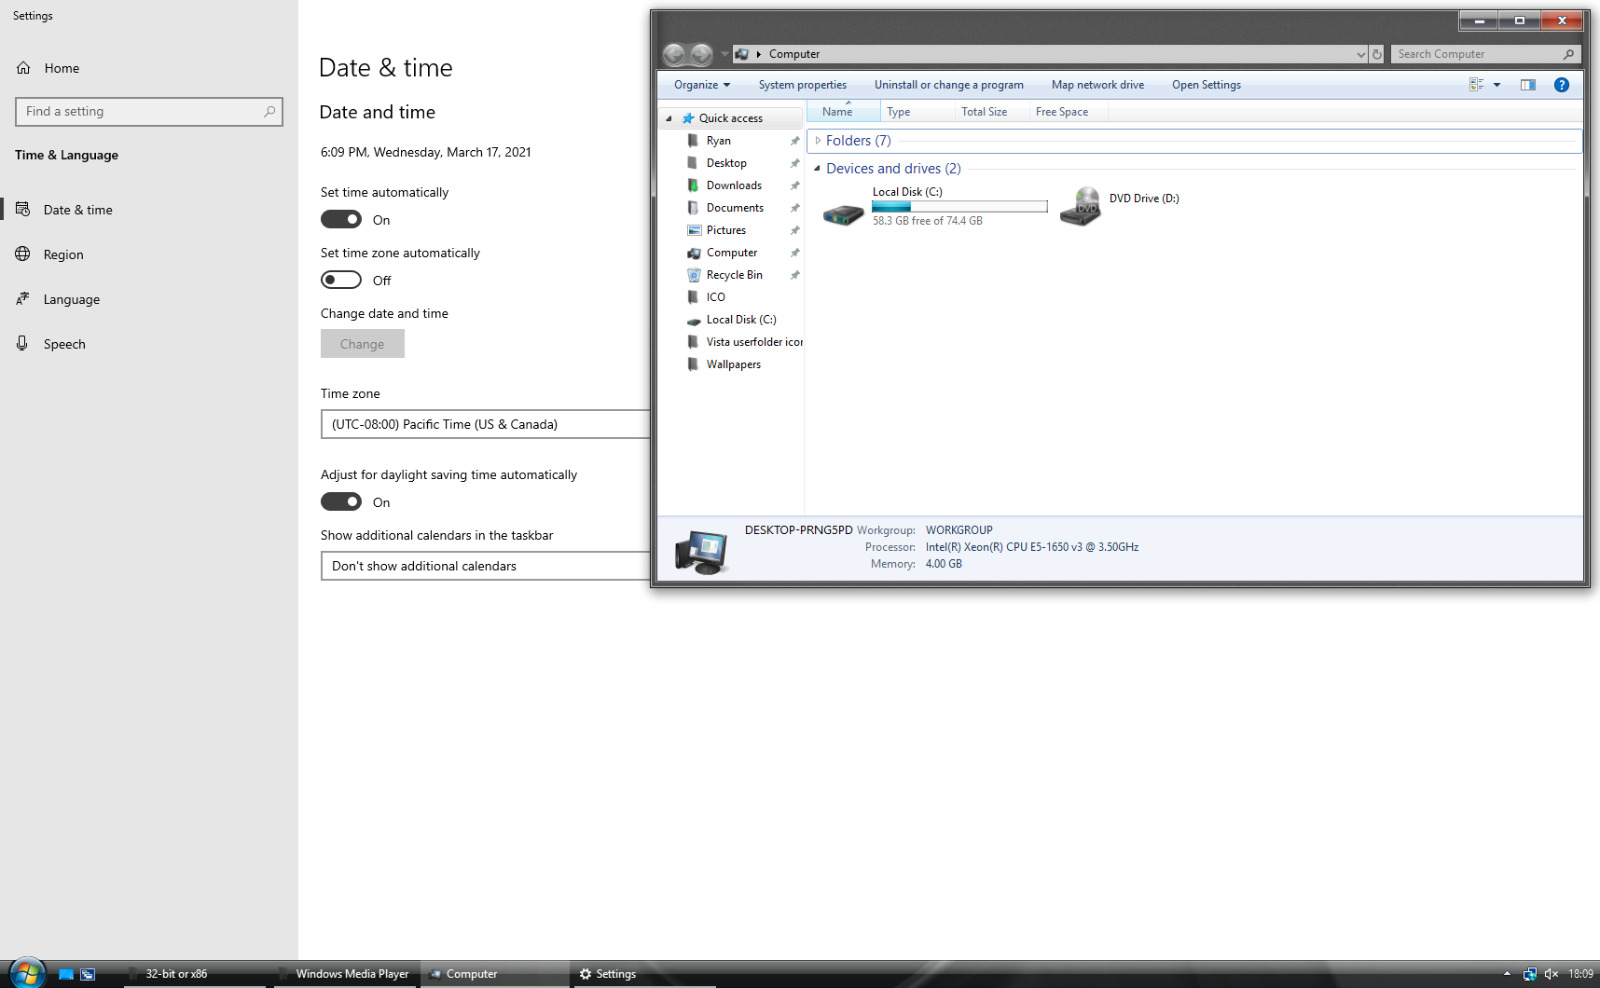 Settings
Home
Find a setting
Time & Language
Date & time
Region
Language
Speech
Date & time
Date and time
6:09 PM, Wednesday, March 17, 2021
Set time automatically
On
Set time zone automatically
Off
Change date and time
Change
Time zone
(UTC-08:00) Pacific Time (US & Canada)
Adjust for daylight saving time automatically
On
Show additional calendars in the taskbar
Don't show additional calendars
Computer
Search Computer
Organize System properties Uninstall or change a program Map network drive Open Settings
Quick access
Ryan
Desktop
Downloads
Documents
Pictures
Computer
Recycle Bin
ICO
Local Disk (C:)
Vista userfolder icor
Wallpapers
Name Type Total Size Free Space
Folders (7)
Devices and drives (2)
Local Disk (C:)
58.3 GB free of 74.4 GB
DVD
DVD Drive (D:)
DESKTOP-PRNG5PD Workgroup: WORKGROUP
Processor: Intel(R) Xeon(R) CPU E5-1650 v3 @ 3.50GHz
Memory: 4.00 GB
32-bit or x86 Windows Media Player Computer Settings 18:09